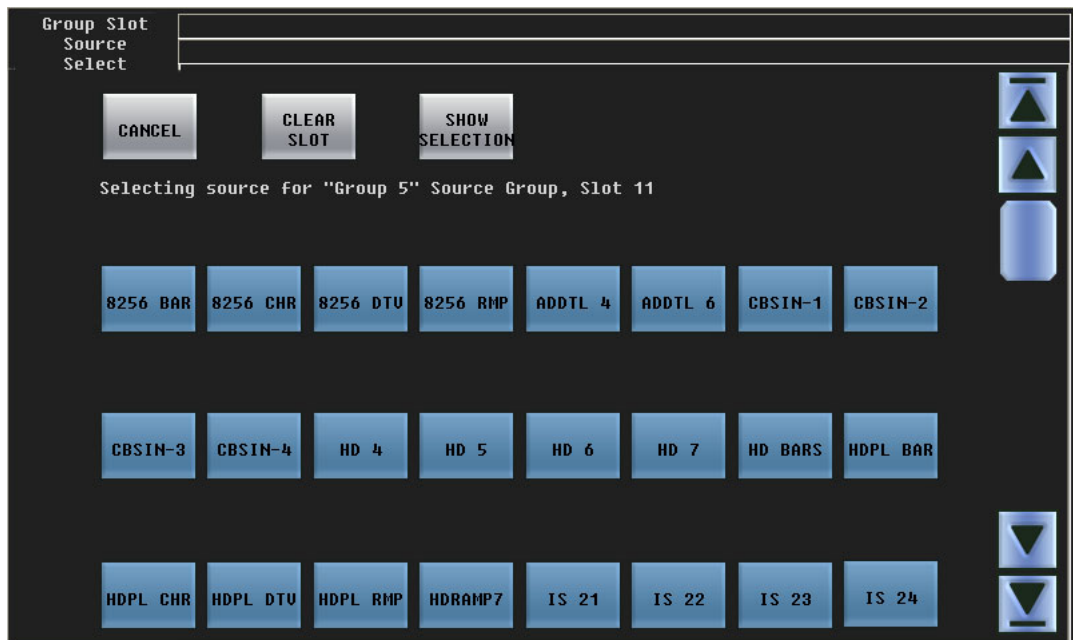 Group Slot
Source
Select
CANCEL
CLEAR
SLOT
SHOW
SELECTION
Selecting source for "Group 5" Source Group, Slot 11
8256 BAR 8256 CHR 8256 DTV 8256 RMP ADDTL 4 ADDTL 6 CBSIN-1 CBSIN-2
CBSIN-3 CBSIN-4 HD 4 HD 5 HD 6 HD 7 HD BARS HDPL BAR
HDPL CHR HDPL DTV HDPL RMP HDRAMP7 IS 21 IS 22 IS 23 IS 24